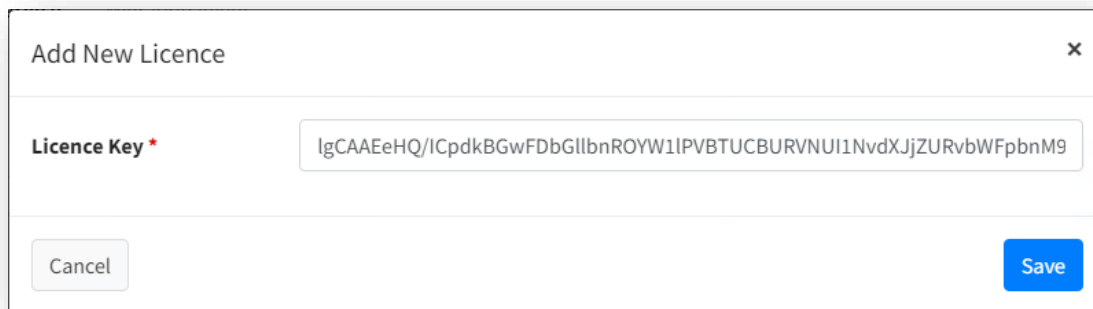 Add New Licence ×
Licence Key *
lgCAAEeHQ/ICpdkBGwFDbGllbnROYW1lPVBTUCBURVNUI1NvdXJjZURvbWFpbnM9
Cancel
Save